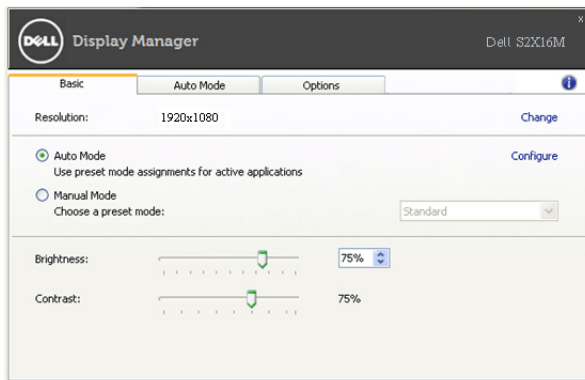 DELL Display Manager Dell S2X16M
x
Basic Auto Mode Options
Resolution: 1920x1080 Change
Auto Mode Configure
Use preset mode assignments for active applications
Manual Mode
Choose a preset mode: Standard
Brightness: 75%
Contrast: 75%